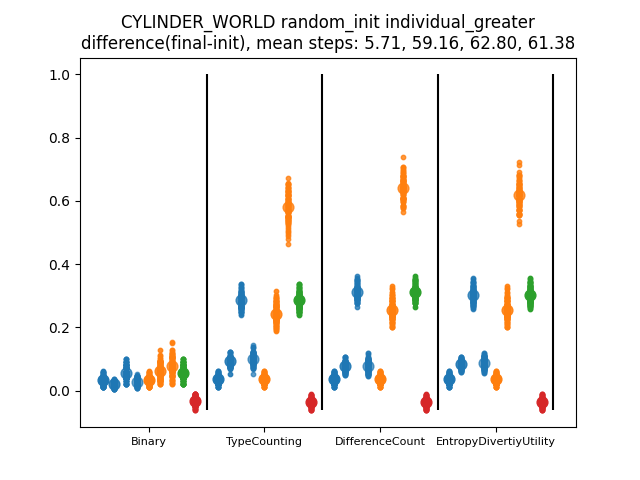 CYLINDER_WORLD random_init individual_greater
difference(final-init), mean steps: 5.71, 59.16, 62.80, 61.38
1.0
0.8
0.6
0.4
0.2
0.0
Binary TypeCounting DifferenceCount EntropyDivertiyUtility